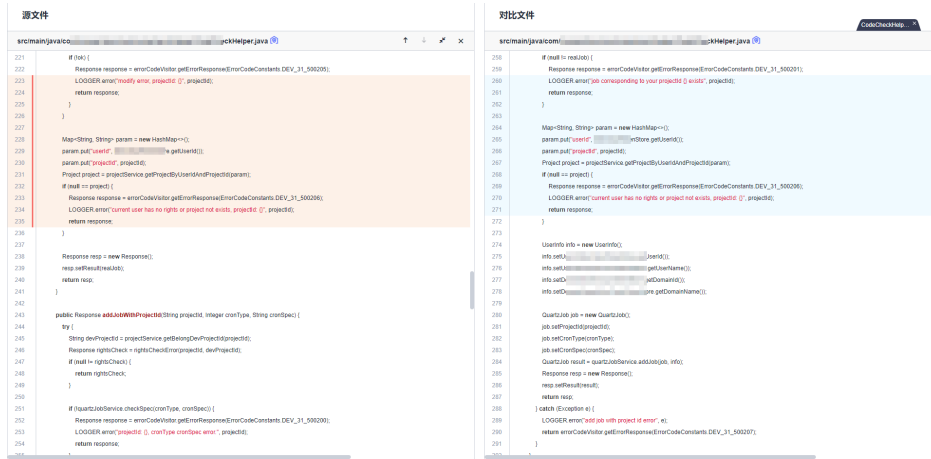 源文件
src/main/java/co ckHelper.java
221 if (!ok) {
222 Response response = errorCodeVisitor.getErrorResponse(ErrorCodeConstants.DEV_31_500205);
223 LOGGER.error("modify error, projectId: {}", projectId);
224 return response;
225 }
226 }
227
228 Map<String, String> param = new HashMap<>();
229 param.put("userId", e.getUserId());
230 param.put("projectId", projectId);
231 Project project = projectService.getProjectByUserIdAndProjectId(param);
232 if (null == project) {
233 Response response = errorCodeVisitor.getErrorResponse(ErrorCodeConstants.DEV_31_500206);
234 LOGGER.error("current user has no rights or project not exists, projectId: {}", projectId);
235 return response;
236 }
237
238 Response resp = new Response();
239 resp.setResult(realJob);
240 return resp;
241 }
242
243 public Response addJobWithProjectId(String projectId, Integer cronType, String cronSpec) {
244 try {
245 String devProjectId = projectService.getBelongDevProjectId(projectId);
246 Response rightsCheck = rightsCheckError(projectId, devProjectId);
247 if (null != rightsCheck) {
248 return rightsCheck;
249 }
250
251 if (!quartzJobService.checkSpec(cronType, cronSpec)) {
252 Response response = errorCodeVisitor.getErrorResponse(ErrorCodeConstants.DEV_31_500200);
253 LOGGER.error("projectId: {}, cronType cronSpec error.", projectId);
254 return response;
对比文件
CodeCheckHelp... ×
src/main/java/com/ ckHelper.java
258 if (null != realJob) {
259 Response response = errorCodeVisitor.getErrorResponse(ErrorCodeConstants.DEV_31_500201);
260 LOGGER.error("job corresponding to your projectId {} exists", projectId);
261 return response;
262 }
263
264 Map<String, String> param = new HashMap<>();
265 param.put("userId", nStore.getUserId());
266 param.put("projectId", projectId);
267 Project project = projectService.getProjectByUserIdAndProjectId(param);
268 if (null == project) {
269 Response response = errorCodeVisitor.getErrorResponse(ErrorCodeConstants.DEV_31_500206);
270 LOGGER.error("current user has no rights or project not exists, projectId: {}", projectId);
271 return response;
272 }
273
274 UserInfo info = new UserInfo();
275 info.setU UserId());
276 info.setU getUserName());
277 info.setD getDomainId());
278 info.setD re.getDomainName());
279
280 QuartzJob job = new QuartzJob();
281 job.setProjectId(projectId);
282 job.setCronType(cronType);
283 job.setCronSpec(cronSpec);
284 QuartzJob result = quartzJobService.addJob(job, info);
285 Response resp = new Response();
286 resp.setResult(result);
287 return resp;
288 } catch (Exception e) {
289 LOGGER.error("add job with project id error", e);
290 return errorCodeVisitor.getErrorResponse(ErrorCodeConstants.DEV_31_500207);
291 }